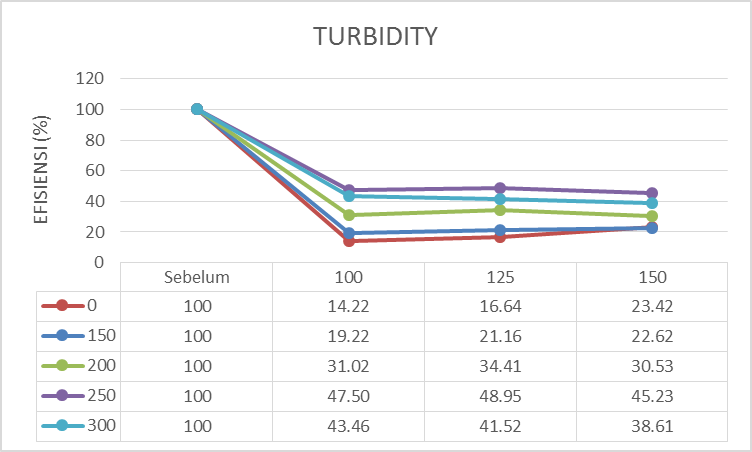 TURBIDITY
EFISIENSI (%)
120
100
80
60
40
20
0
Sebelum 100 125 150
0 100 14.22 16.64 23.42
150 100 19.22 21.16 22.62
200 100 31.02 34.41 30.53
250 100 47.50 48.95 45.23
300 100 43.46 41.52 38.61